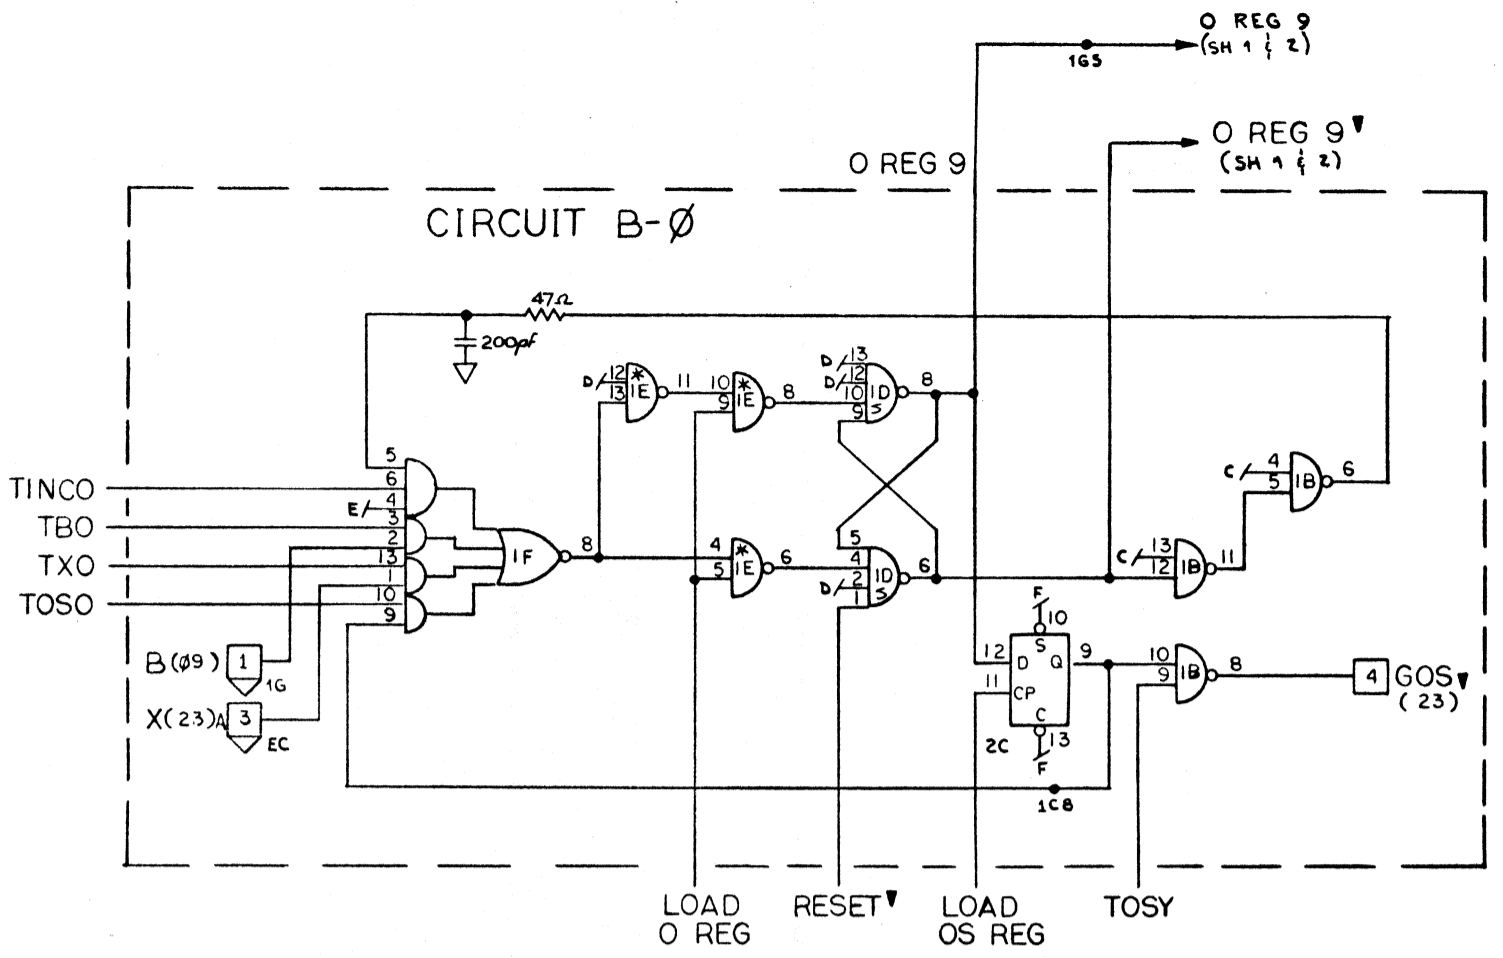 O REG 9
(SH 1 & 2)
1G5
O REG 9▼
(SH 1 & 2)
O REG 9
CIRCUIT B-Ø
47Ω
200pf
D 12
13
* 1E
11
10
9
* 1E
8
D 13
D 12
10
9
1D
S
8
5
TINCO
6
E 4
TBO
3
2
TXO
13
1
TOSO
10
9
1F
8
4
5
* 1E
6
5
4
D 2
1
1D
S
6
C 13
12
1B
11
C 4
5
1B
6
B(Ø9)
1
1G
X(23)A
3
EC
F
10
12
11
S
D
Q
CP
C
9
13
F
2C
1C8
10
9
1B
8
4
GOS▼
(23)
LOAD
O REG
RESET▼
LOAD
OS REG
TOSY